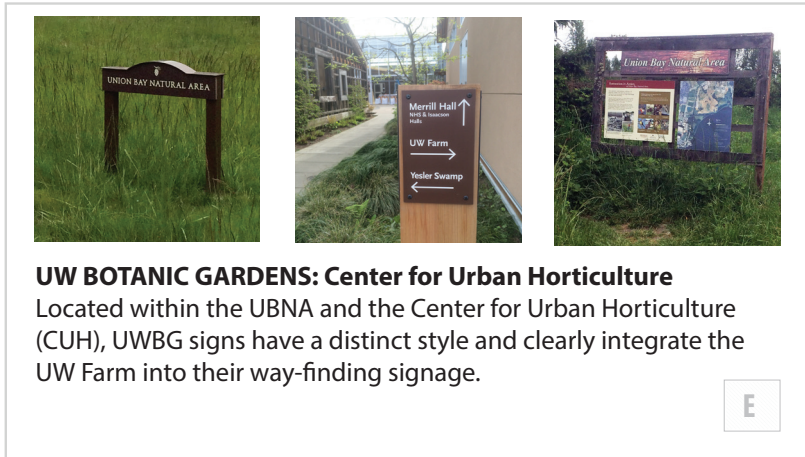 UNION BAY NATURAL AREA
Merrill Hall
NHS & Isaacson
Halls
UW Farm
Yesler Swamp
Union Bay Natural Area
UW BOTANIC GARDENS: Center for Urban Horticulture
Located within the UBNA and the Center for Urban Horticulture
(CUH), UWBG signs have a distinct style and clearly integrate the
UW Farm into their way-finding signage.
E